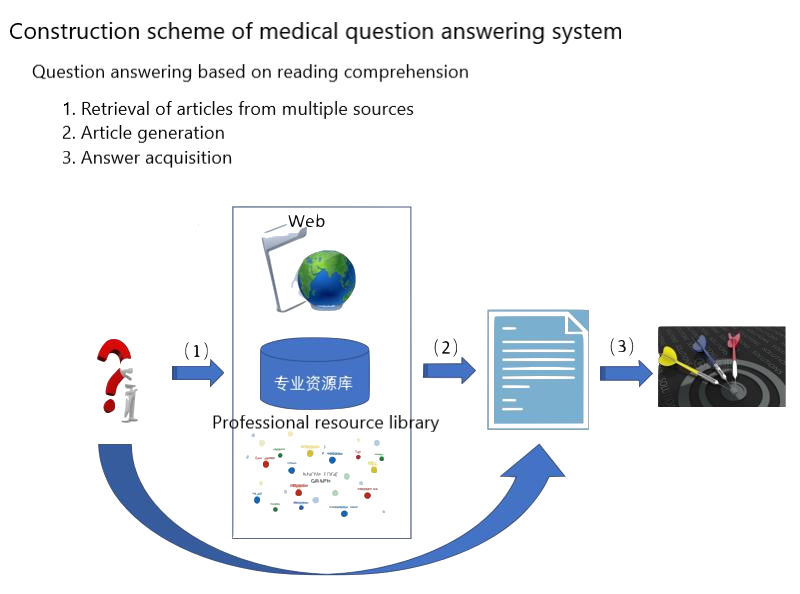 Construction scheme of medical question answering system
Question answering based on reading comprehension
1. Retrieval of articles from multiple sources
2. Article generation
3. Answer acquisition
Web
(1)
(2)
(3)
专业资源库
Professional resource library